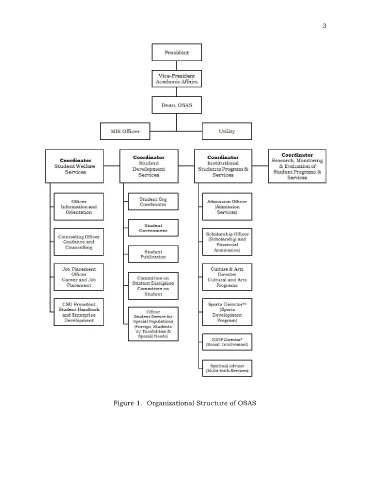 3
President
Vice-President
Academic Affairs
Dean, OSAS
MIS Officer
Utility
Coordinator
Student Welfare
Services
Coordinator
Student
Development
Services
Coordinator
Institutional
Students Program &
Services
Coordinator
Research, Monitoring
& Evaluation of
Student Programs &
Services
Officer
Information and
Orientation
Counseling Officer
Guidance and
Counselling
Job Placement
Officer
Career and Job
Placement
Student Handbook
and Enterprise
Development
Student Org
Coordinator
Student
Government
Student
Publication
Committee on
Student Discipline
Committee on
Student
Officer
Student Service for
Special Populations
(Foreign, Students
w/ Disabilities &
Special Needs)
Admission Officer
(Admission
Services)
Scholarship Officer
(Scholarship and
Financial
Assistance)
Culture & Arts
Director
Cultural and Arts
Programs
Sports Director**
(Sports
Development
Program)
Director*
(Social Involvement)
Spiritual Adviser
(Multi-faith Services)
Figure 1. Organizational Structure of OSAS